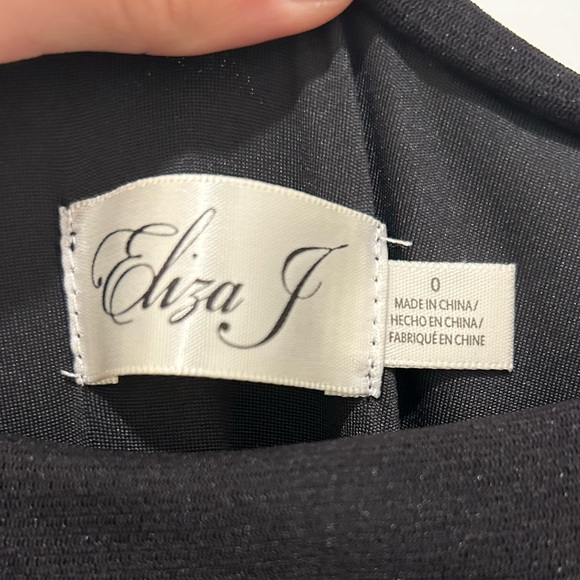 Eliza J
0
MADE IN CHINA/
HECHO EN CHINA/
FABRIQUÉ EN CHINE